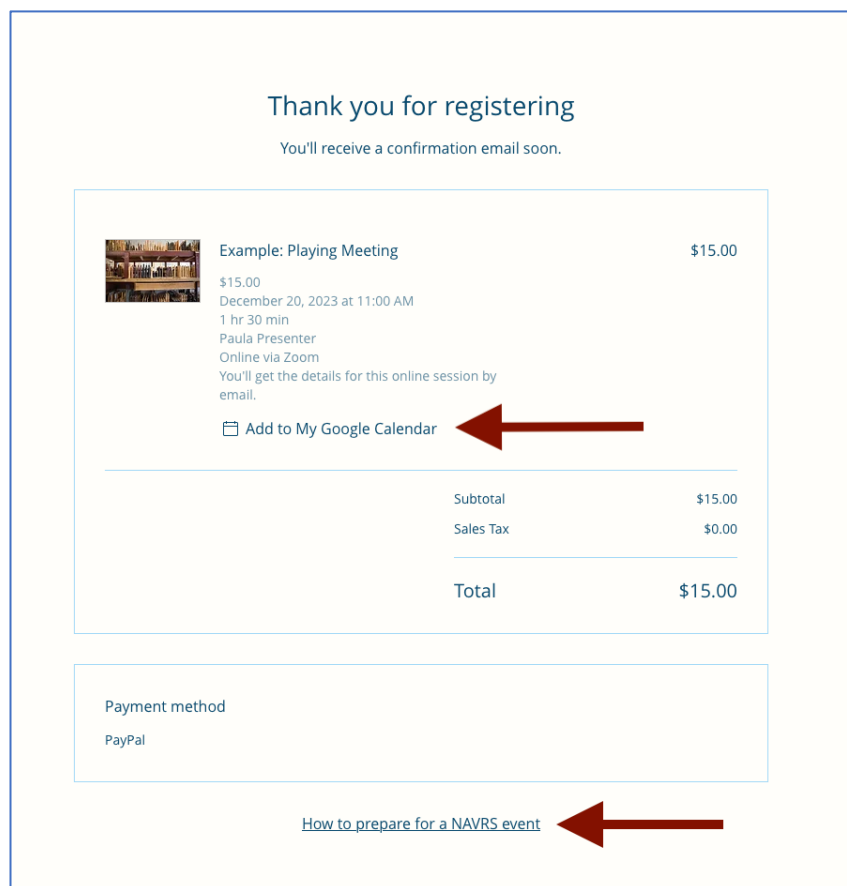 Thank you for registering
You'll receive a confirmation email soon.
Example: Playing Meeting $15.00
$15.00
December 20, 2023 at 11:00 AM
1 hr 30 min
Paula Presenter
Online via Zoom
You'll get the details for this online session by
email.
Add to My Google Calendar
Subtotal $15.00
Sales Tax $0.00
Total $15.00
Payment method
PayPal
How to prepare for a NAVRS event